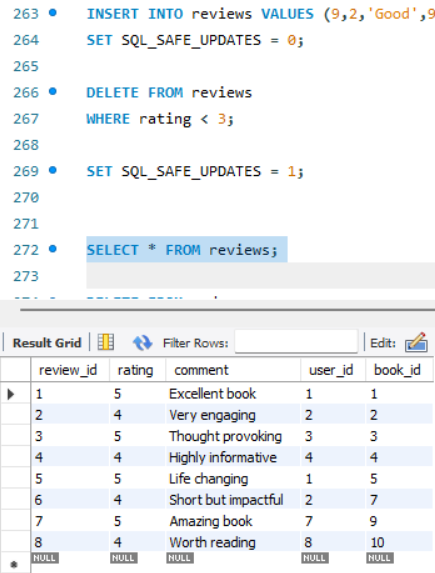 263 INSERT INTO reviews VALUES (9,2,'Good',9
264 SET SQL_SAFE_UPDATES = 0;
265
266 DELETE FROM reviews
267 WHERE rating < 3;
268
269 SET SQL_SAFE_UPDATES = 1;
270
271
272 SELECT * FROM reviews;
273
Result Grid Filter Rows: Edit:
review_id rating comment user_id book_id
1 5 Excellent book 1 1
2 4 Very engaging 2 2
3 5 Thought provoking 3 3
4 4 Highly informative 4 4
5 5 Life changing 1 5
6 4 Short but impactful 2 7
7 5 Amazing book 7 9
8 4 Worth reading 8 10
NULL NULL NULL NULL NULL